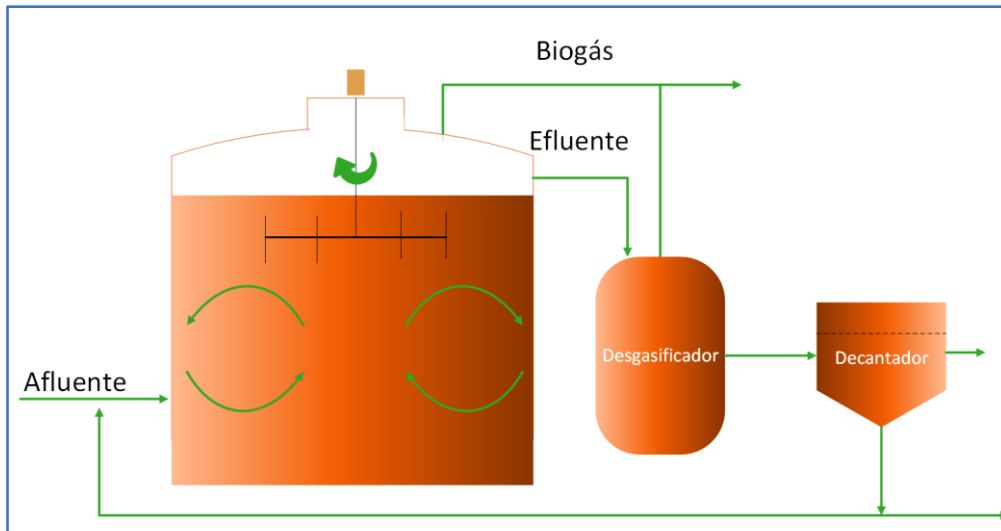 Biogás
Efluente
Desgasificador
Decantador
Afluente